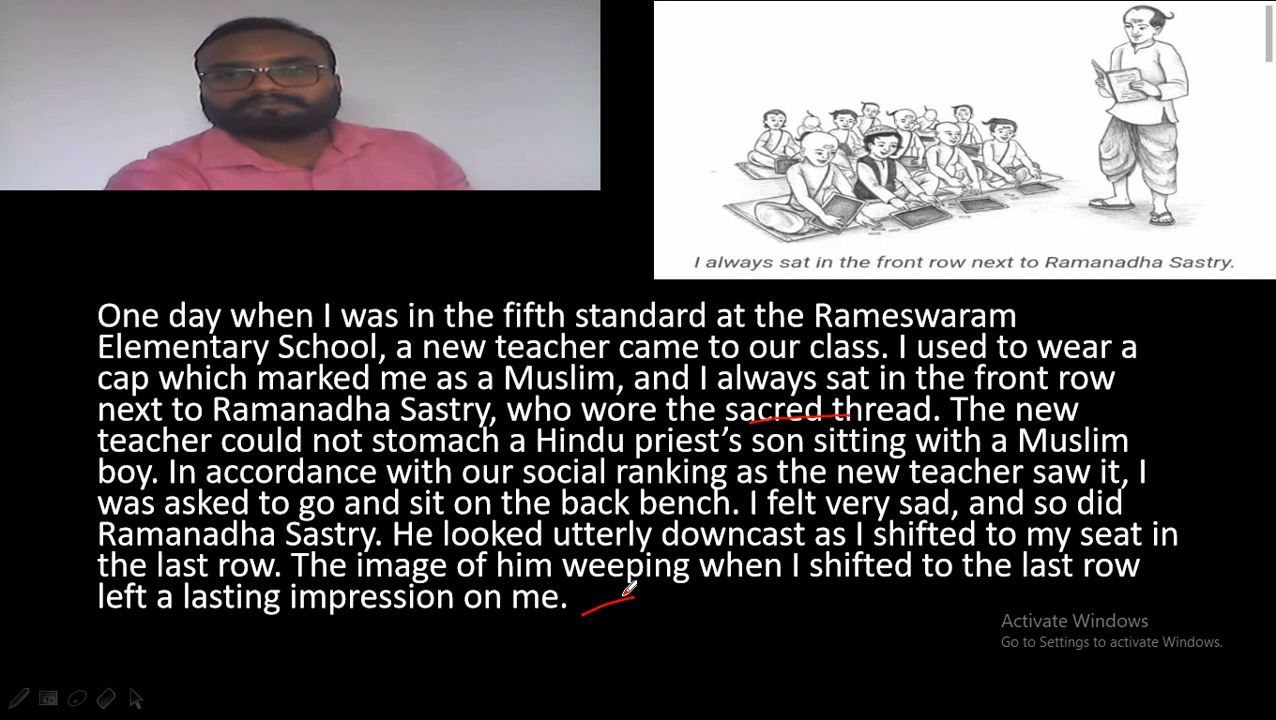 I always sat in the front row next to Ramanadha Sastry.
One day when I was in the fifth standard at the Rameswaram
Elementary School, a new teacher came to our class. I used to wear a
cap which marked me as a Muslim, and I always sat in the front row
next to Ramanadha Sastry, who wore the sacred thread. The new
teacher could not stomach a Hindu priest’s son sitting with a Muslim
boy. In accordance with our social ranking as the new teacher saw it, I
was asked to go and sit on the back bench. I felt very sad, and so did
Ramanadha Sastry. He looked utterly downcast as I shifted to my seat in
the last row. The image of him weeping when I shifted to the last row
left a lasting impression on me.
Activate Windows
Go to Settings to activate Windows.